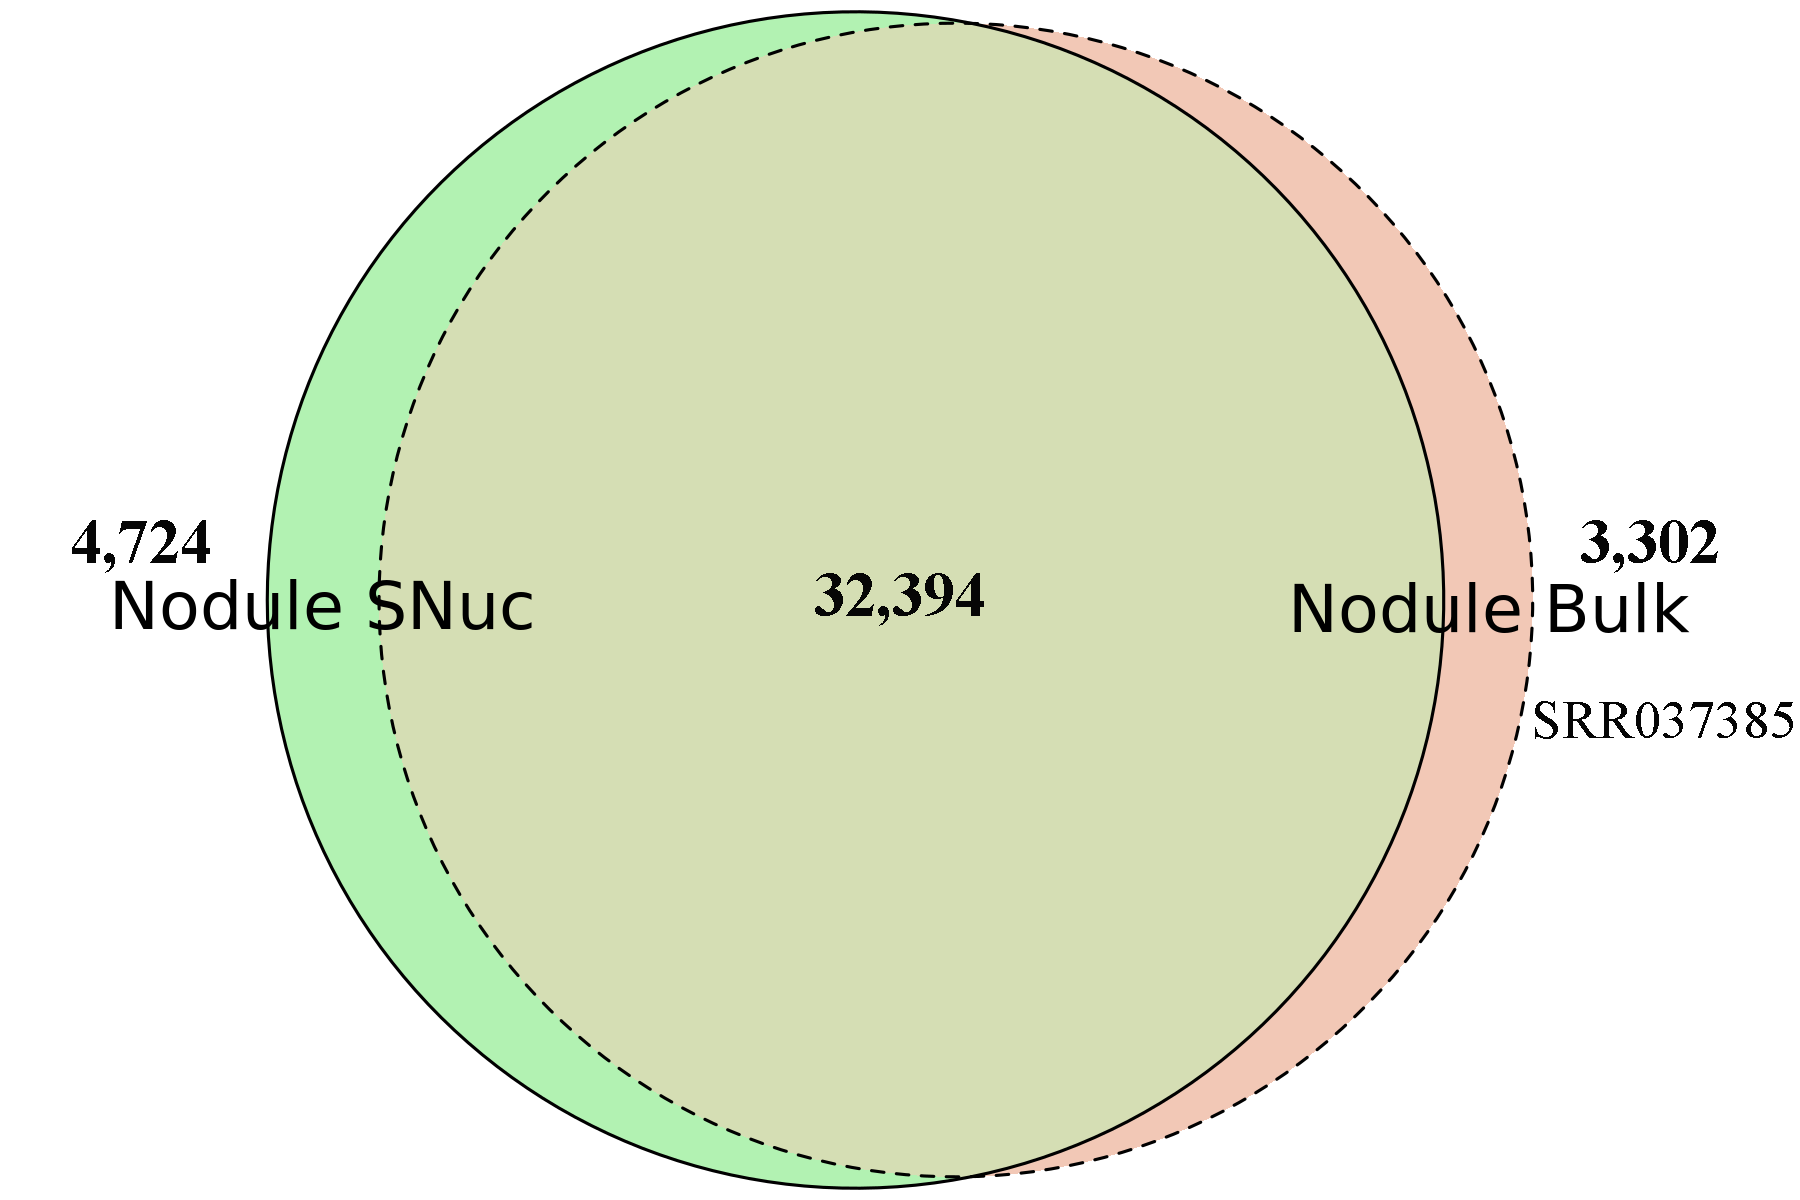 4,724
Nodule SNuc
32,394
3,302
Nodule Bulk
SRR037385